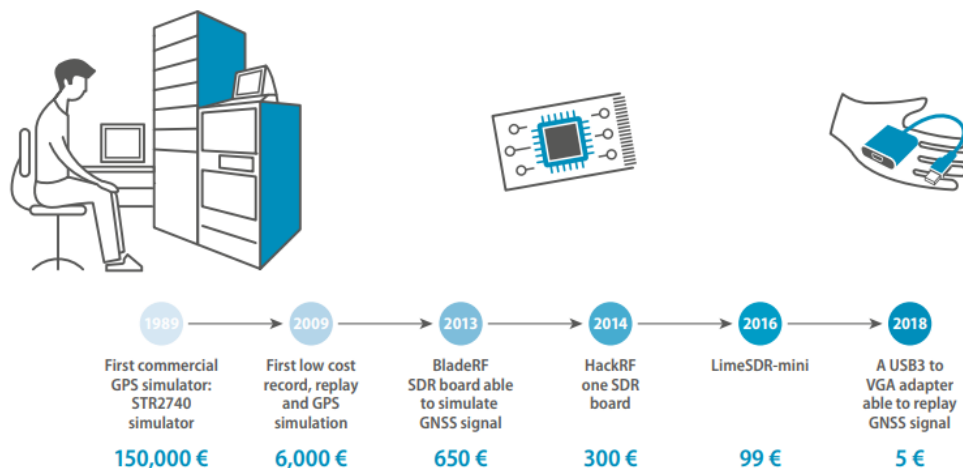 1989
2009
2013
2014
2016
2018
First commercial
GPS simulator:
STR2740
simulator
150,000 €
First low cost
record, replay
and GPS
simulation
6,000 €
BladeRF
SDR board able
to simulate
GNSS signal
650 €
HackRF
one SDR
board
300 €
LimeSDR-mini
99 €
A USB3 to
VGA adapter
able to replay
GNSS signal
5 €